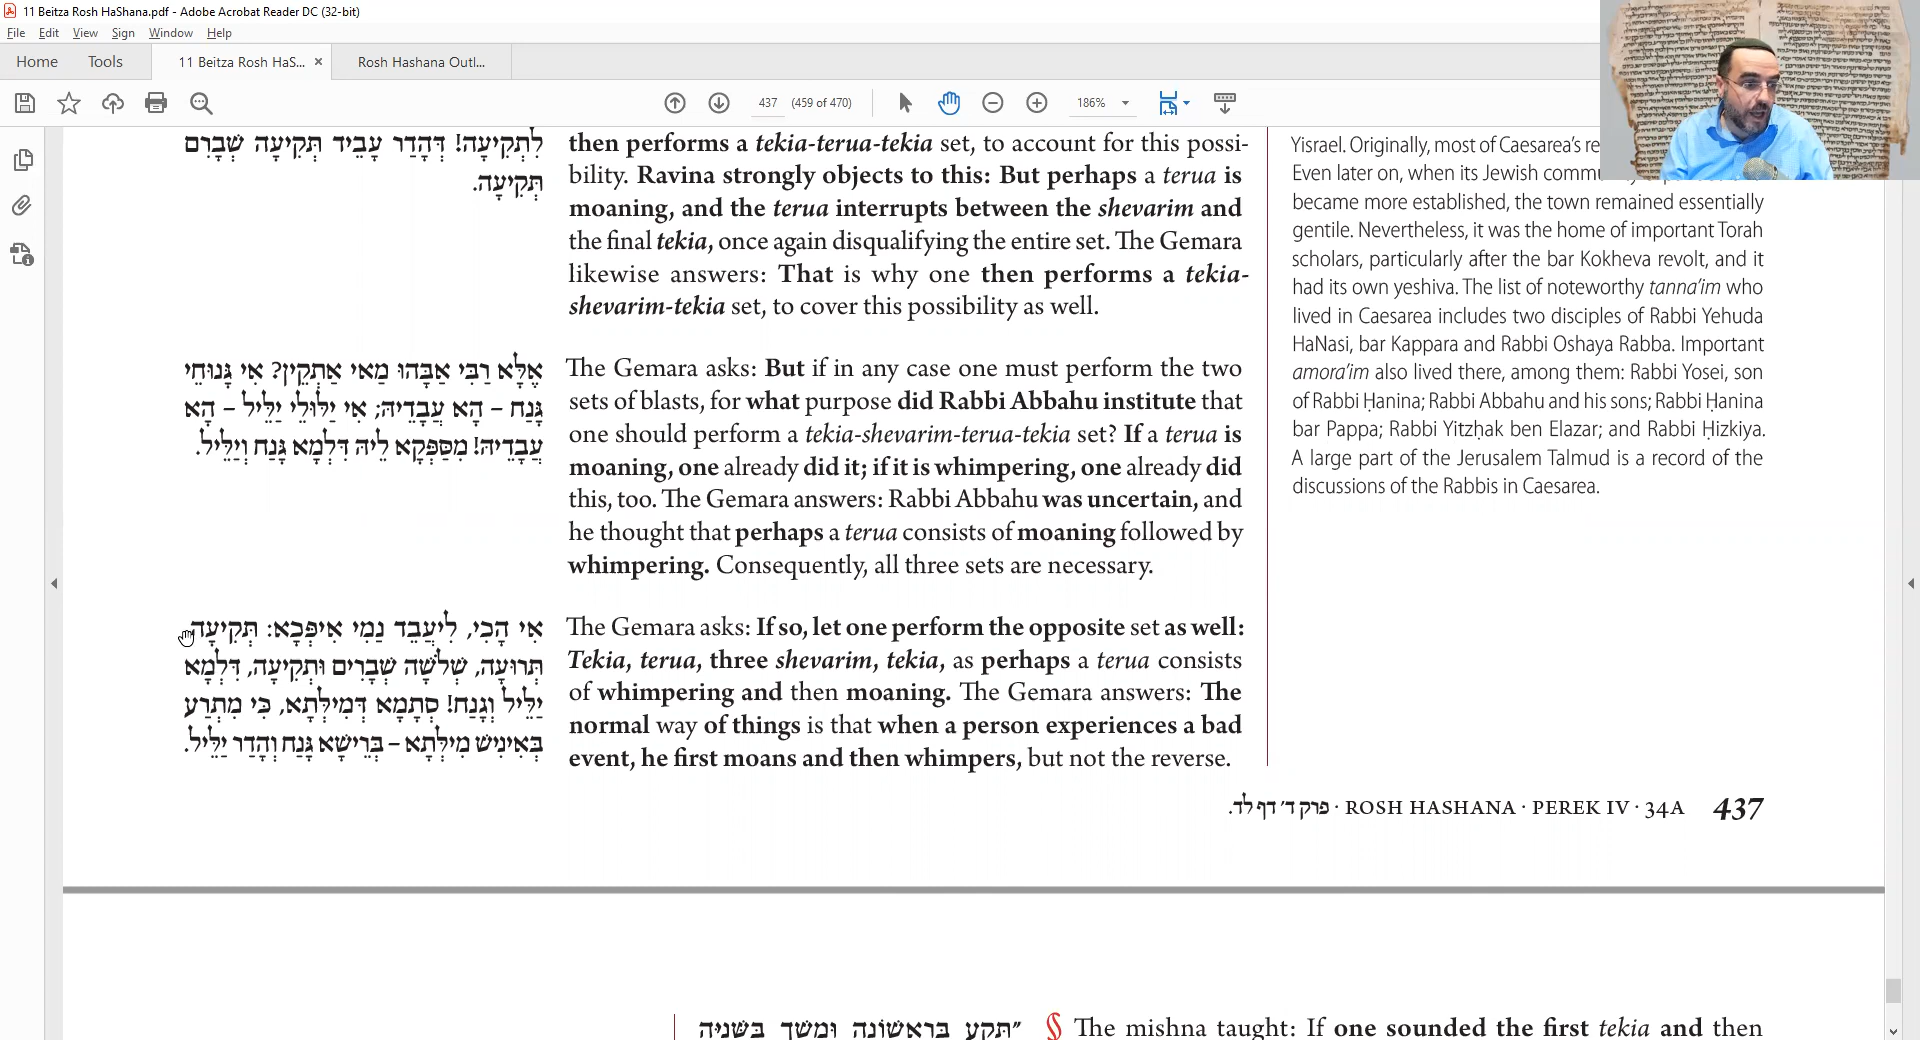 11 Beitza Rosh HaShana.pdf - Adobe Acrobat Reader DC (32-bit)
File Edit View Sign Window Help
Home Tools 11 Beitza Rosh HaS... × Rosh Hashana Outl...
437 (459 of 470) 186%
לִתְקִיעָה! דְּהָדַר עָבֵיד תְּקִיעָה שְׁבָרִם
תְּקִיעָה.
then performs a tekia-terua-tekia set, to account for this possi-
bility. Ravina strongly objects to this: But perhaps a terua is
moaning, and the terua interrupts between the shevarim and
the final tekia, once again disqualifying the entire set. The Gemara
likewise answers: That is why one then performs a tekia-
shevarim-tekia set, to cover this possibility as well.
אֶלָּא רַבִּי אַבָּהוּ מַאי אַתְקֵין? אִי גַּנּוּחֵי
גַּנַּח – הָא עֲבָדֵיהּ; אִי יַלּוּלֵי יַלֵּיל – הָא
עֲבָדֵיהּ! מִסַּפְּקָא לֵיהּ דִּלְמָא גַּנַּח וְיַלֵּיל.
The Gemara asks: But if in any case one must perform the two
sets of blasts, for what purpose did Rabbi Abbahu institute that
one should perform a tekia-shevarim-terua-tekia set? If a terua is
moaning, one already did it; if it is whimpering, one already did
this, too. The Gemara answers: Rabbi Abbahu was uncertain, and
he thought that perhaps a terua consists of moaning followed by
whimpering. Consequently, all three sets are necessary.
אִי הָכִי, לִיעֲבֵד נַמִי אִיפְּכָא: תְּקִיעָה,
תְּרוּעָה, שְׁלֹשָׁה שְׁבָרִים וּתְקִיעָה, דִּלְמָא
יַלֵּיל וְגַנַּח! סְתָמָא דְּמִילְּתָא, כִּי מִתְרַע
בְּאִינִישׁ מִילְּתָא – בְּרֵישָׁא גַּנַּח וְהָדַר יַלֵּיל.
The Gemara asks: If so, let one perform the opposite set as well:
Tekia, terua, three shevarim, tekia, as perhaps a terua consists
of whimpering and then moaning. The Gemara answers: The
normal way of things is that when a person experiences a bad
event, he first moans and then whimpers, but not the reverse.
Yisrael. Originally, most of Caesarea's
Even later on, when its Jewish
became more established, the town remained essentially
gentile. Nevertheless, it was the home of important Torah
scholars, particularly after the bar Kokheva revolt, and it
had its own yeshiva. The list of noteworthy tanna'im who
lived in Caesarea includes two disciples of Rabbi Yehuda
HaNasi, bar Kappara and Rabbi Oshaya Rabba. Important
amora'im also lived there, among them: Rabbi Yosei, son
of Rabbi Ḥanina; Rabbi Abbahu and his sons; Rabbi Ḥanina
bar Pappa; Rabbi Yitzḥak ben Elazar; and Rabbi Ḥizkiya.
A large part of the Jerusalem Talmud is a record of the
discussions of the Rabbis in Caesarea.
פרק ד׳ דף לד. · ROSH HASHANA · PEREK IV · 34A 437
״תָּקַע בָּרִאשׁוֹנָה וּמָשַׁךְ בַּשְּׁנִיָּה
§ The mishna taught: If one sounded the first tekia and then